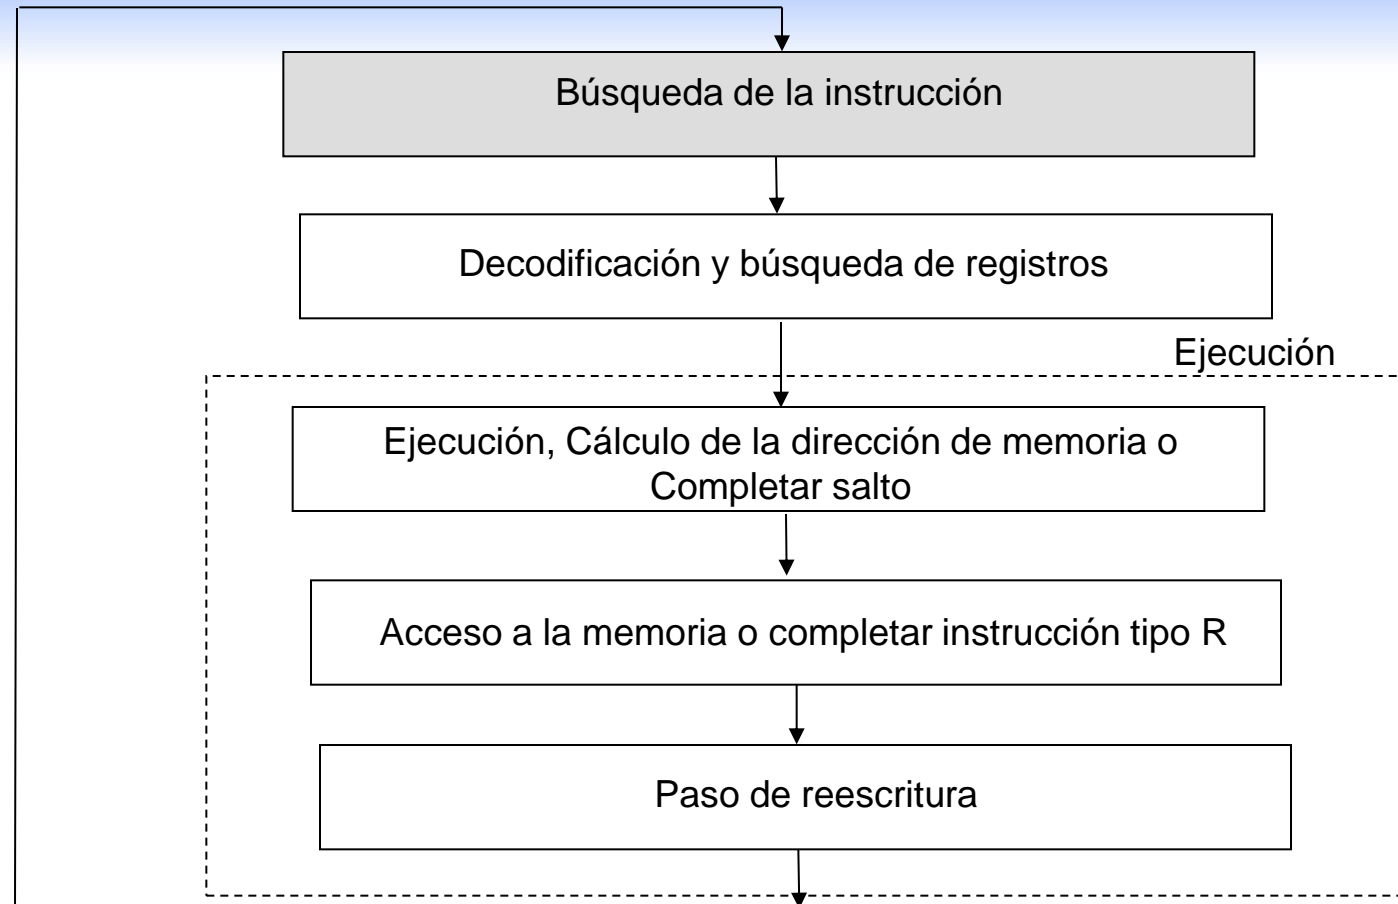 Búsqueda de la instrucción
Decodificación y búsqueda de registros
Ejecución
Ejecución, Cálculo de la dirección de memoria o
Completar salto
Acceso a la memoria o completar instrucción tipo R
Paso de reescritura